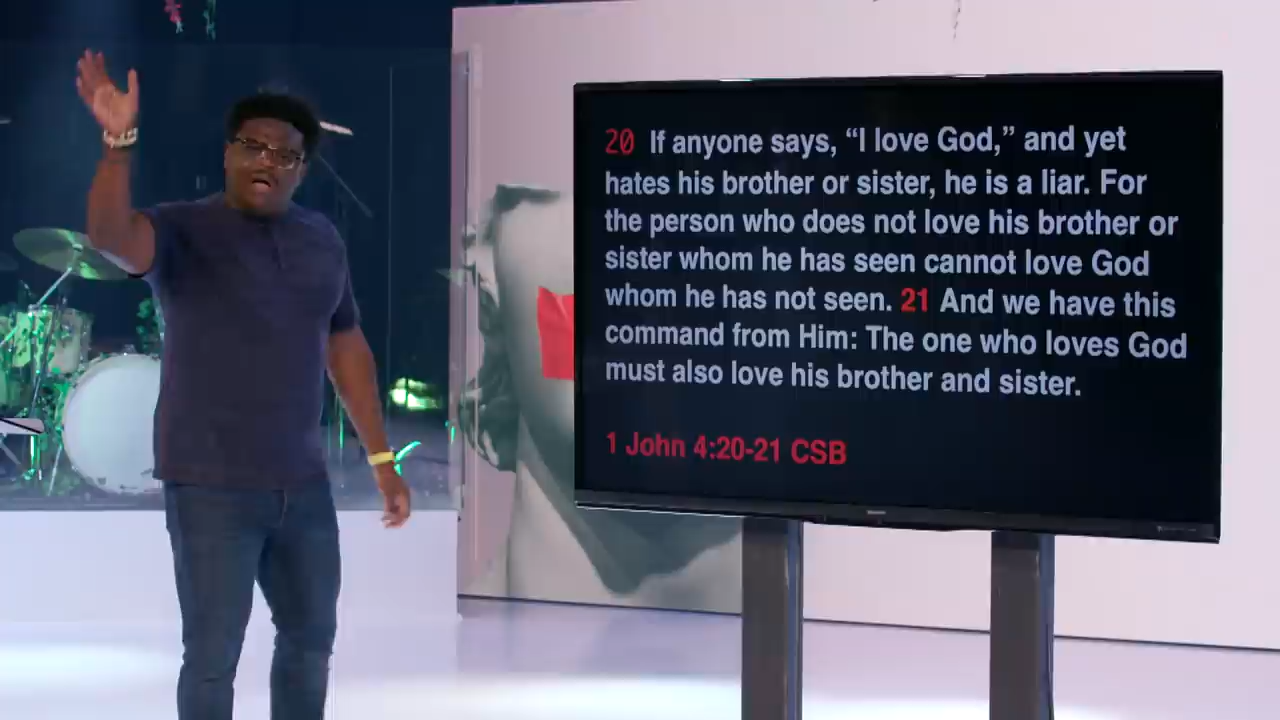 20 If anyone says, “I love God,” and yet
hates his brother or sister, he is a liar. For
the person who does not love his brother or
sister whom he has seen cannot love God
whom he has not seen. 21 And we have this
command from Him: The one who loves God
must also love his brother and sister.
1 John 4:20-21 CSB